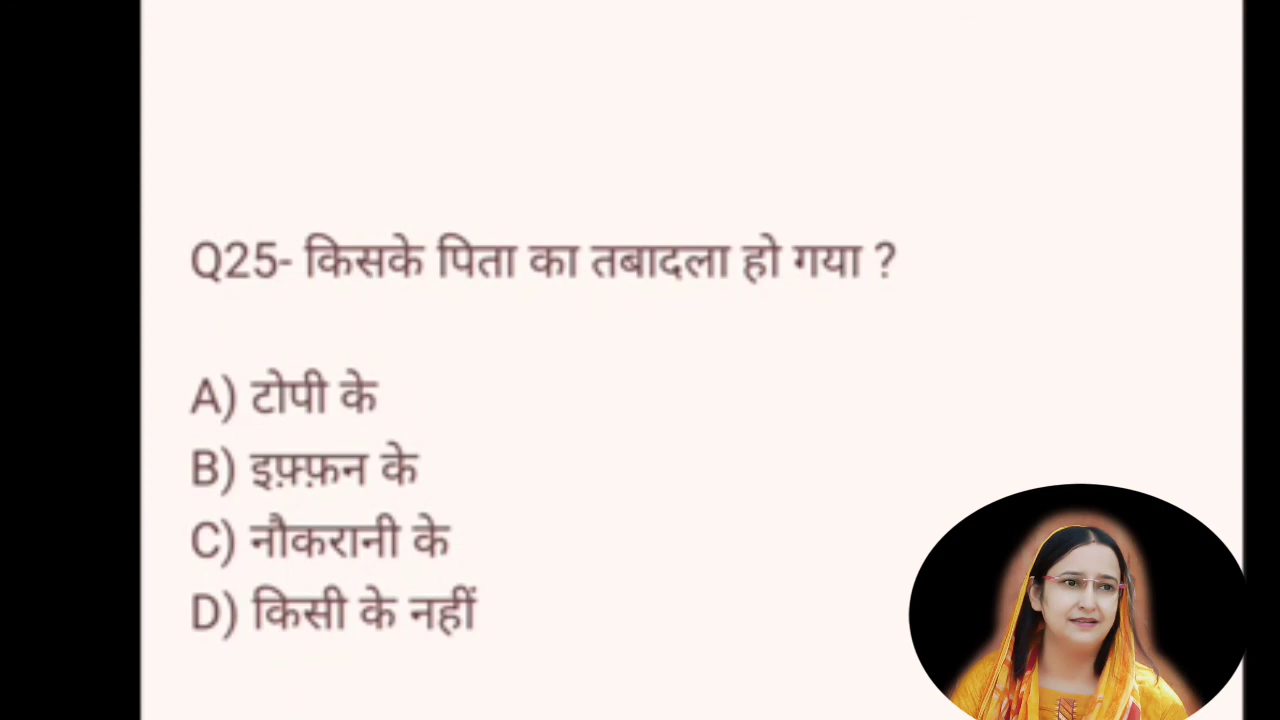 Q25- किसके पिता का तबादला हो गया ?
A) टोपी के
B) इफ़्फ़न के
C) नौकरानी के
D) किसी के नहीं